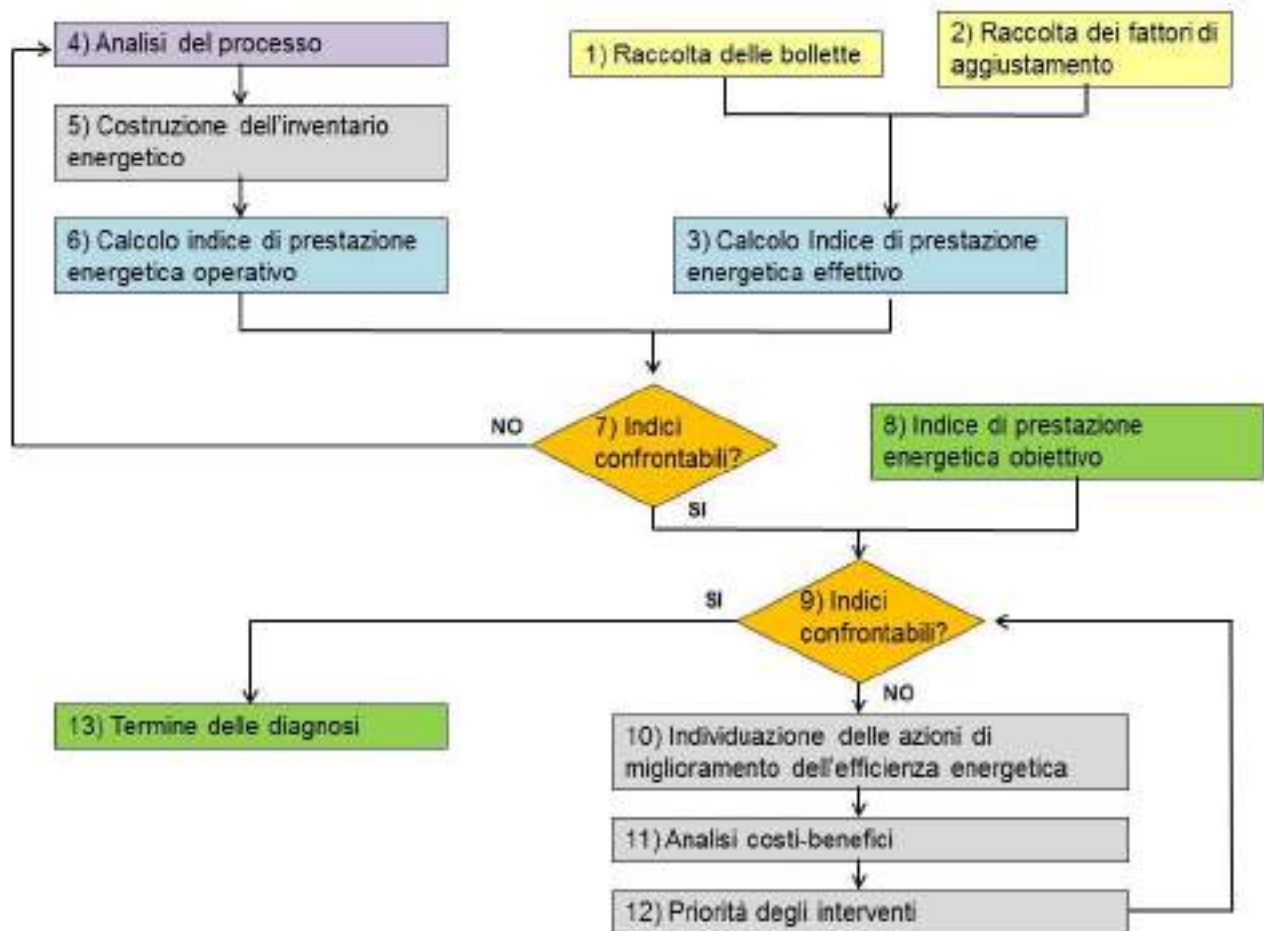 4) Analisi del processo
1) Raccolta delle bollette
2) Raccolta dei fattori di
aggiustamento
5) Costruzione dell'inventario
energetico
6) Calcolo indice di prestazione
energetica operativo
3) Calcolo Indice di prestazione
energetica effettivo
NO
7) Indici
confrontabili?
8) Indice di prestazione
energetica obiettivo
SI
SI
9) Indici
confrontabili?
NO
13) Termine delle diagnosi
10) Individuazione delle azioni di
miglioramento dell'efficienza energetica
11) Analisi costi-benefici
12) Priorità degli interventi